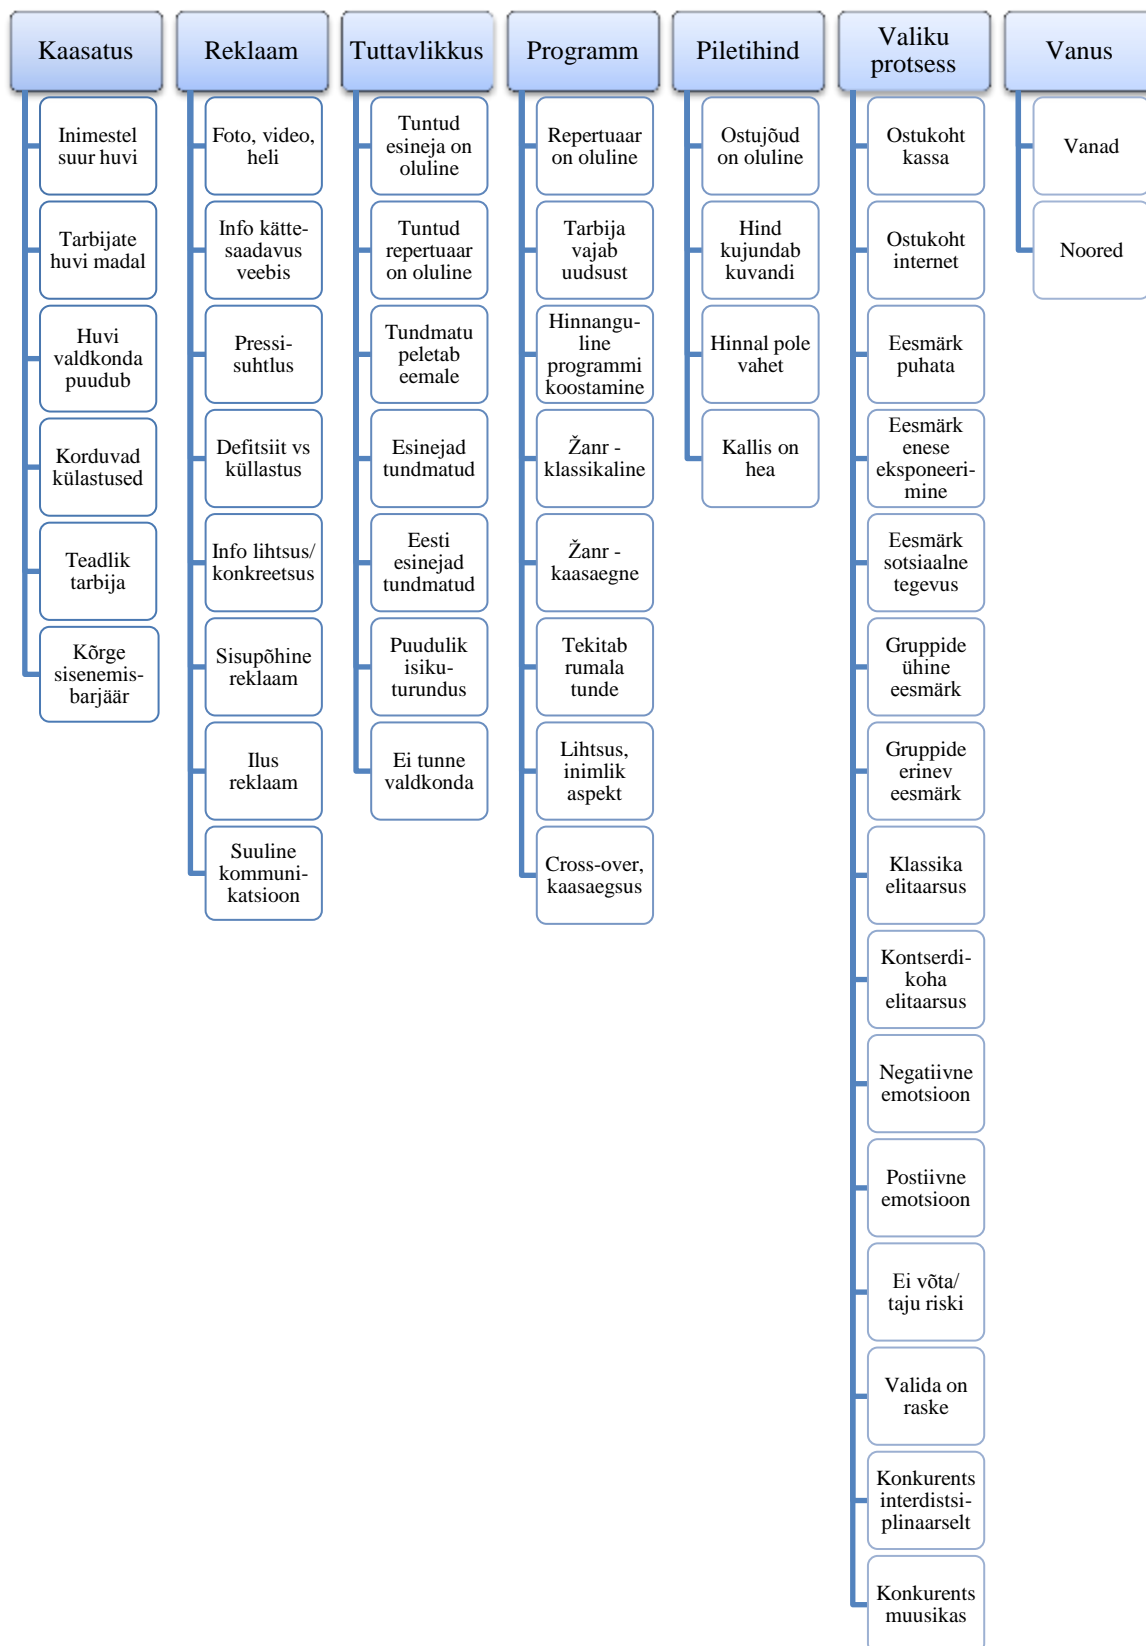 Kaasatus
Inimestel
suur huvi
Tarbijate
huvi madal
Huvi
valdkonda
puudub
Korduvad
külastused
Teadlik
tarbija
Kõrge
sisenemis-
barjäär
Reklaam
Foto, video,
heli
Info kätte-
saadavus
veebis
Pressi-
suhtlus
Defitsiit vs
küllastus
Info lihtsus/
konkreetsus
Sisupõhine
reklaam
Ilus
reklaam
Suuline
kommuni-
katsioon
Tuttavlikkus
Tuntud
esineja on
oluline
Tuntud
repertuaar
on oluline
Tundmatu
peletab
eemale
Esinejad
tundmatud
Eesti
esinejad
tundmatud
Puudulik
isiku-
turundus
Ei tunne
valdkonda
Programm
Repertuaar
on oluline
Tarbija
vajab
uudsust
Hinnangu-
line
programmi
koostamine
Žanr -
klassikaline
Žanr -
kaasaegne
Tekitab
rumala
tunde
Lihtsus,
inimlik
aspekt
Cross-over,
kaasaegsus
Piletihind
Ostujõud
on oluline
Hind
kujundab
kuvandi
Hinnal pole
vahet
Kallis on
hea
Valiku
protsess
Ostukoht
kassa
Ostukoht
internet
Eesmärk
puhata
Eesmärk
enese
eksponeeri-
mine
Eesmärk
sotsiaalne
tegevus
Gruppide
ühine
eesmärk
Gruppide
erinev
eesmärk
Klassika
elitaarsus
Kontserdi-
koha
elitaarsus
Negatiivne
emotsioon
Postiivne
emotsioon
Ei võta/
taju riski
Valida on
raske
Konkurents
interdistsi-
plinaarselt
Konkurents
muusikas
Vanus
Vanad
Noored